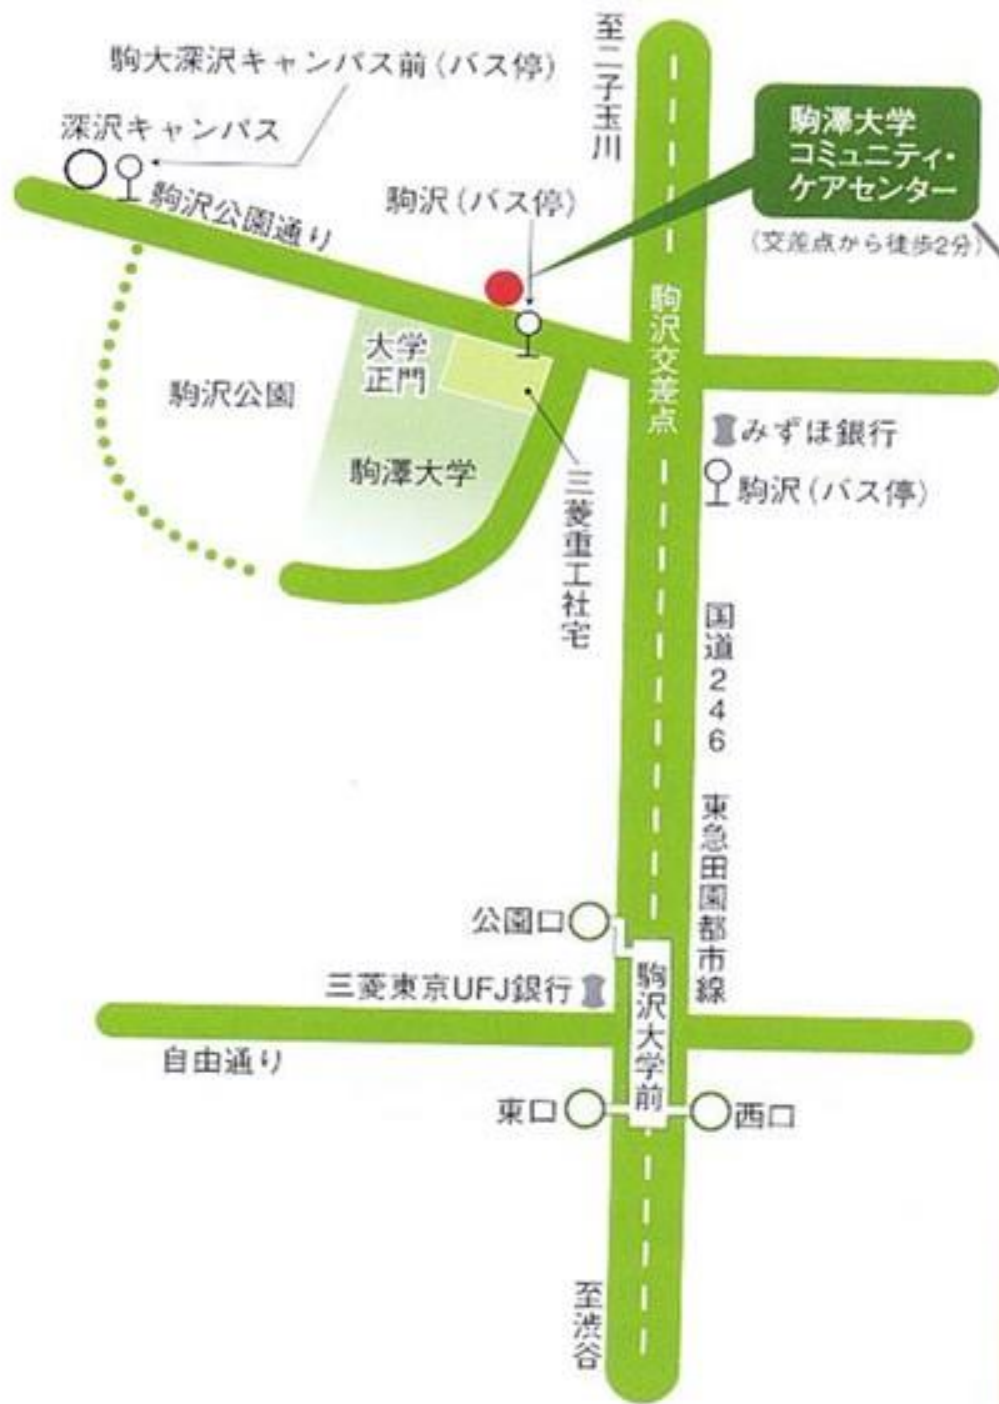 至二子玉川
駒大深沢キャンパス前(バス停)
深沢キャンパス
駒沢公園通り
駒沢(バス停)
駒澤大学
コミュニティ・
ケアセンター
(交差点から徒歩2分)
駒沢交差点
大学
正門
駒沢公園
駒澤大学
三菱重工社宅
みずほ銀行
駒沢(バス停)
国道246
東急田園都市線
公園口
三菱東京UFJ銀行
駒沢大学前
自由通り
東口
西口
至渋谷